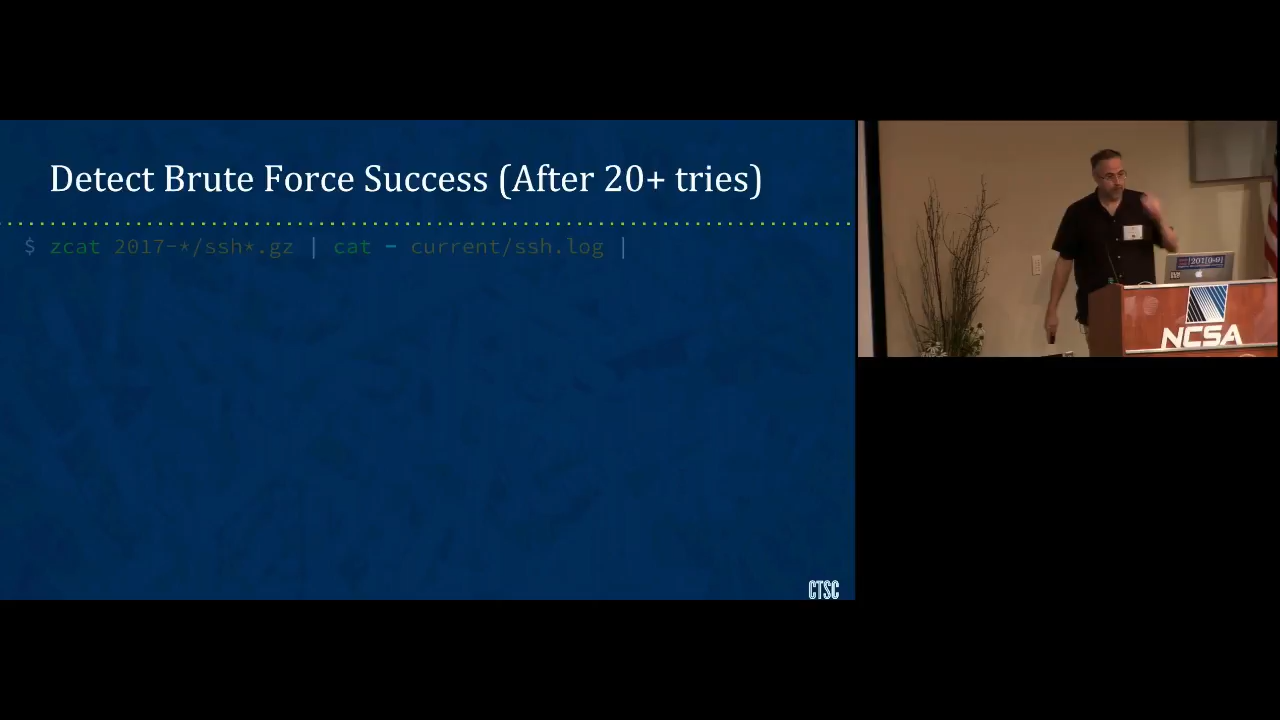 Detect Brute Force Success (After 20+ tries)
$ zcat 2017-*/ssh*.gz | cat - current/ssh.log |
CTSC
NCSA